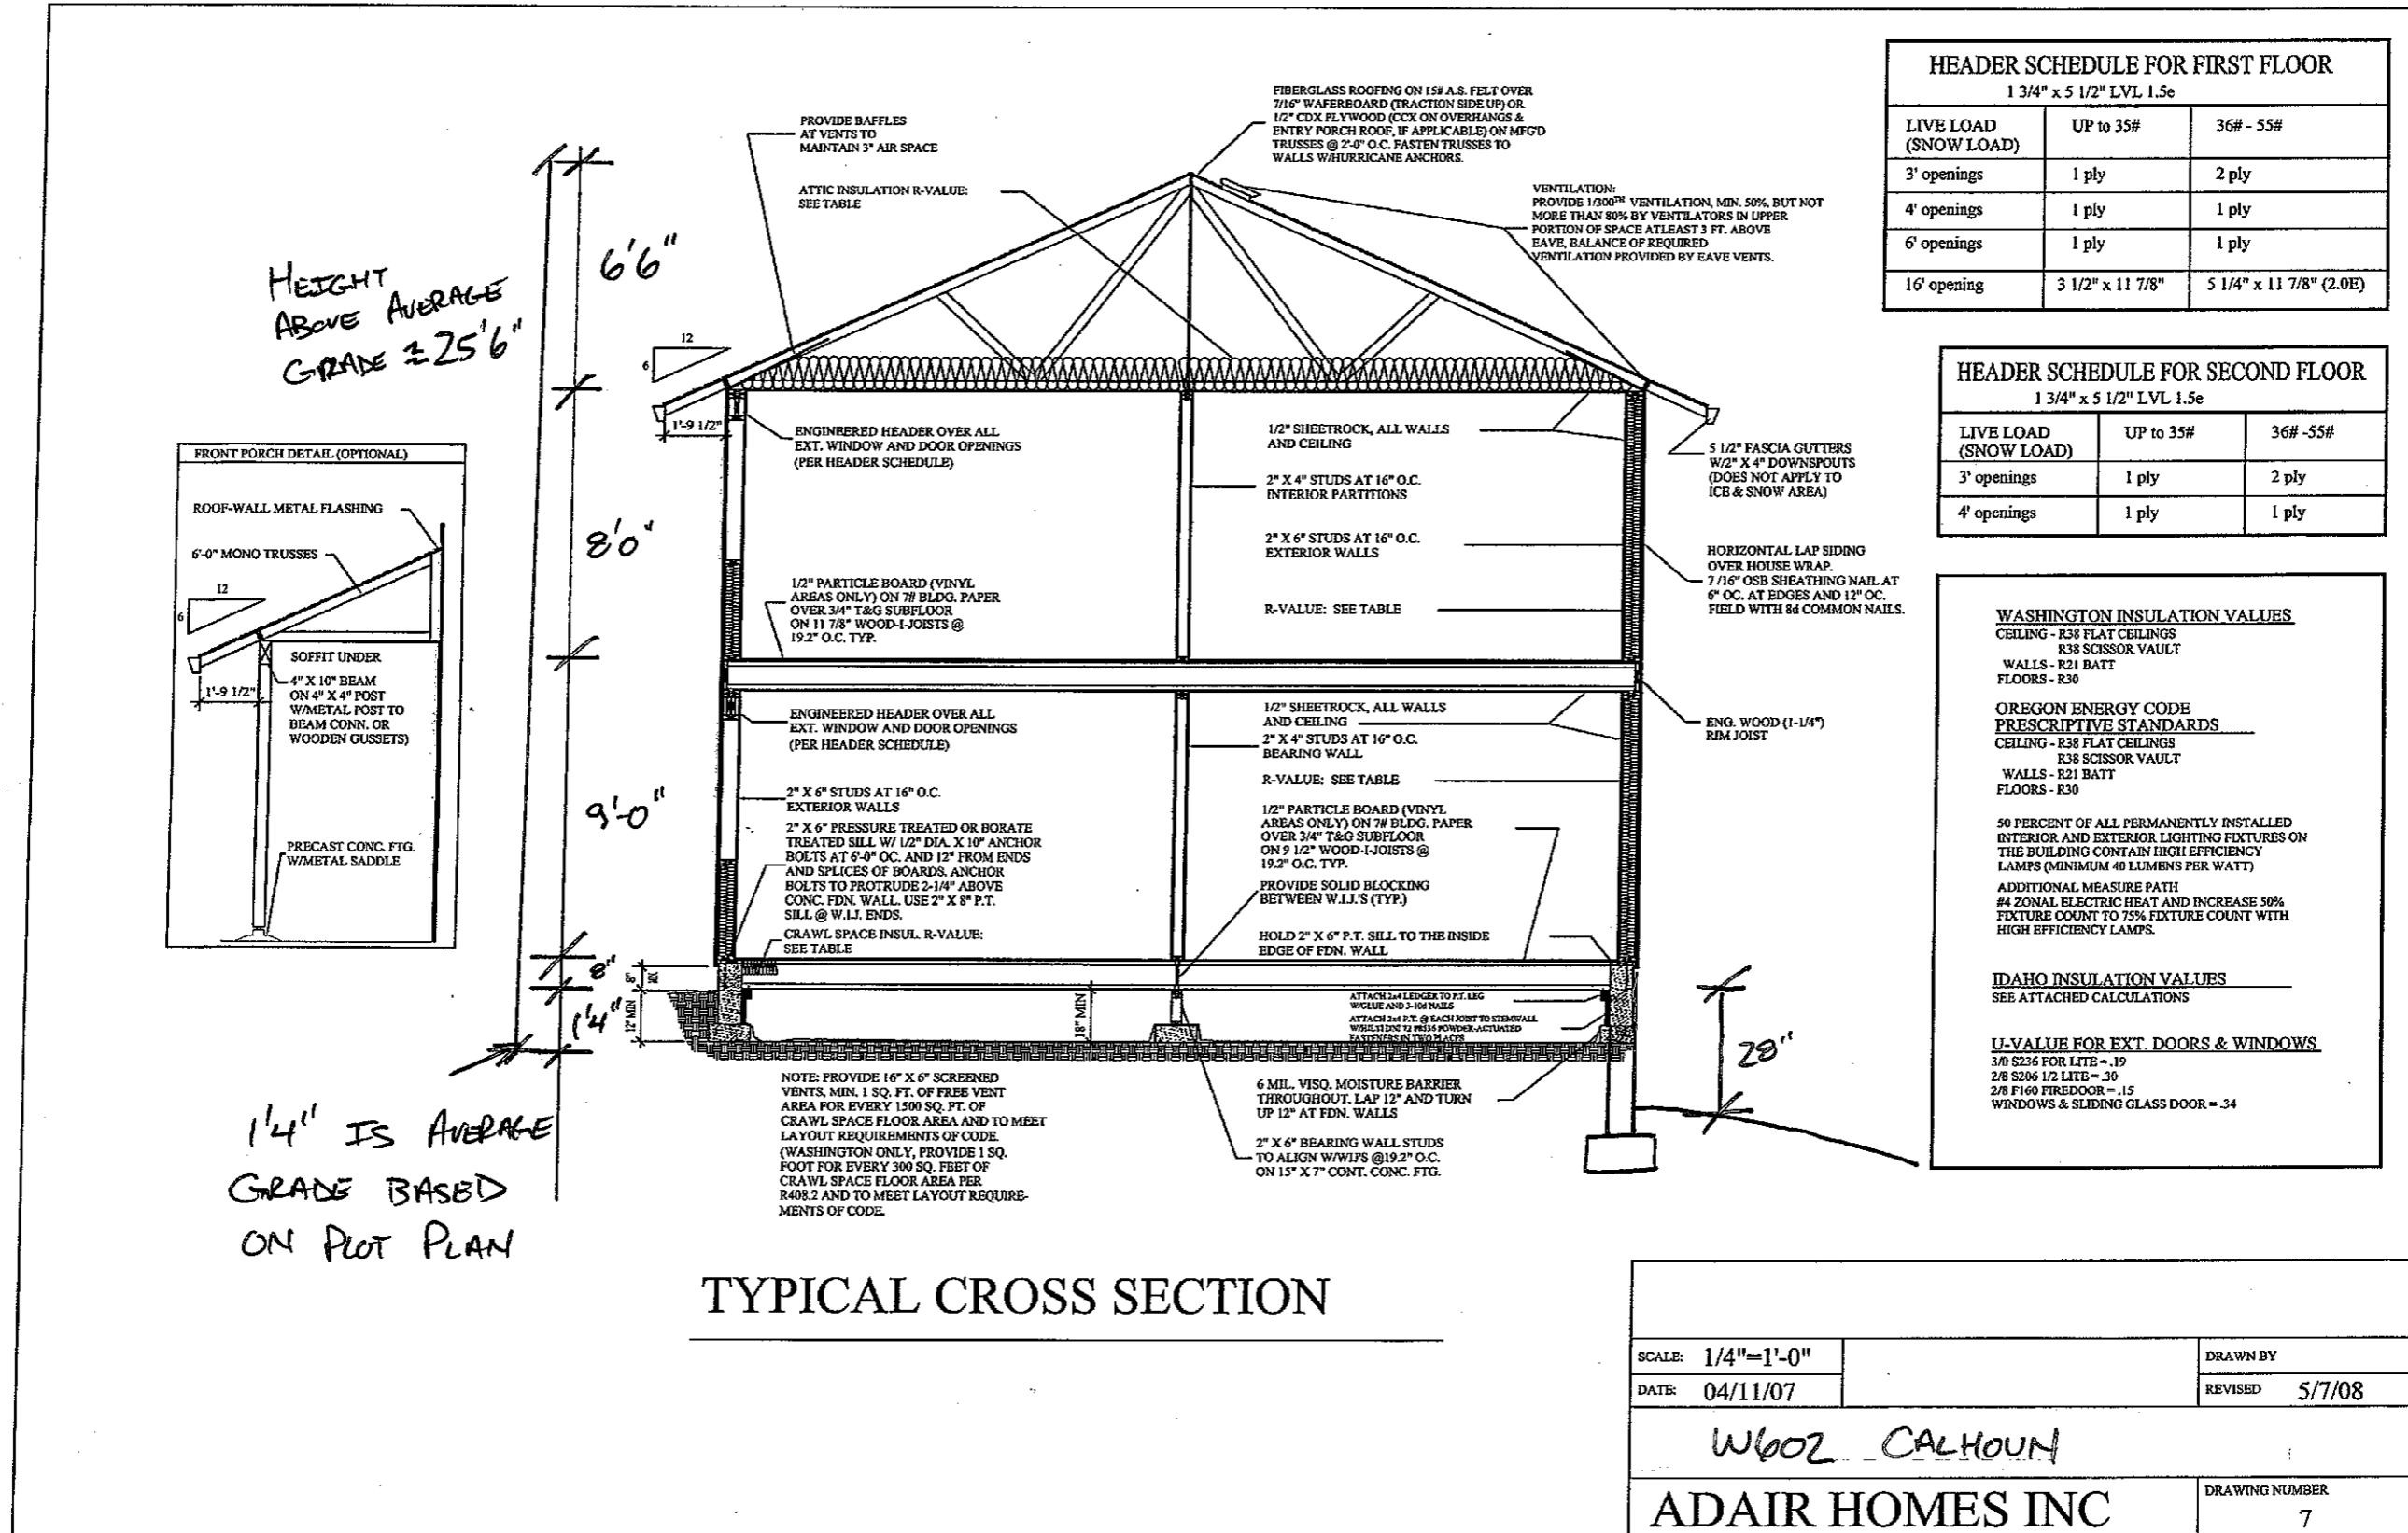 HEADER SCHEDULE FOR FIRST FLOOR
1 3/4" x 5 1/2" LVL 1.5e
LIVE LOAD
(SNOW LOAD)
UP to 35#
36# - 55#
3' openings
1 ply
2 ply
4' openings
1 ply
1 ply
6' openings
1 ply
1 ply
16' opening
3 1/2" x 11 7/8"
5 1/4" x 11 7/8" (2.0E)
HEADER SCHEDULE FOR SECOND FLOOR
1 3/4" x 5 1/2" LVL 1.5e
LIVE LOAD
(SNOW LOAD)
UP to 35#
36# -55#
3' openings
1 ply
2 ply
4' openings
1 ply
1 ply
FIBERGLASS ROOFING ON 15# A.S. FELT OVER
7/16" WAFERBOARD (TRACTION SIDE UP) OR
1/2" CDX PLYWOOD (CCX ON OVERHANGS &
ENTRY PORCH ROOF, IF APPLICABLE) ON MFG'D
TRUSSES @ 2'-0" O.C. FASTEN TRUSSES TO
WALLS W/HURRICANE ANCHORS.
PROVIDE BAFFLES
AT VENTS TO
MAINTAIN 3" AIR SPACE
ATTIC INSULATION R-VALUE:
SEE TABLE
VENTILATION:
PROVIDE 1/300TH VENTILATION, MIN. 50%, BUT NOT
MORE THAN 80% BY VENTILATORS IN UPPER
PORTION OF SPACE ATLEAST 3 FT. ABOVE
EAVE, BALANCE OF REQUIRED
VENTILATION PROVIDED BY EAVE VENTS.
6'6"
HEIGHT
ABOVE AVERAGE
GRADE ± 25'6"
12
6
1'-9 1/2"
ENGINEERED HEADER OVER ALL
EXT. WINDOW AND DOOR OPENINGS
(PER HEADER SCHEDULE)
1/2" SHEETROCK, ALL WALLS
AND CEILING
2" X 4" STUDS AT 16" O.C.
INTERIOR PARTITIONS
2" X 6" STUDS AT 16" O.C.
EXTERIOR WALLS
R-VALUE: SEE TABLE
5 1/2" FASCIA GUTTERS
W/2" X 4" DOWNSPOUTS
(DOES NOT APPLY TO
ICE & SNOW AREA)
HORIZONTAL LAP SIDING
OVER HOUSE WRAP.
7/16" OSB SHEATHING NAIL AT
6" OC. AT EDGES AND 12" OC.
FIELD WITH 8d COMMON NAILS.
FRONT PORCH DETAIL (OPTIONAL)
ROOF-WALL METAL FLASHING
6'-0" MONO TRUSSES
12
6
SOFFIT UNDER
4" X 10" BEAM
ON 4" X 4" POST
W/METAL POST TO
BEAM CONN. OR
WOODEN GUSSETS)
1'-9 1/2"
PRECAST CONC. FTG.
W/METAL SADDLE
8'0"
1/2" PARTICLE BOARD (VINYL
AREAS ONLY) ON 7# BLDG. PAPER
OVER 3/4" T&G SUBFLOOR
ON 11 7/8" WOOD-I-JOISTS @
19.2" O.C. TYP.
ENGINEERED HEADER OVER ALL
EXT. WINDOW AND DOOR OPENINGS
(PER HEADER SCHEDULE)
1/2" SHEETROCK, ALL WALLS
AND CEILING
2" X 4" STUDS AT 16" O.C.
BEARING WALL
R-VALUE: SEE TABLE
ENG. WOOD (1-1/4")
RIM JOIST
9'-0"
2" X 6" STUDS AT 16" O.C.
EXTERIOR WALLS
2" X 6" PRESSURE TREATED OR BORATE
TREATED SILL W/ 1/2" DIA. X 10" ANCHOR
BOLTS AT 6'-0" OC. AND 12" FROM ENDS
AND SPLICES OF BOARDS. ANCHOR
BOLTS TO PROTRUDE 2-1/4" ABOVE
CONC. FDN. WALL. USE 2" X 8" P.T.
SILL @ W.I.J. ENDS.
CRAWL SPACE INSUL. R-VALUE:
SEE TABLE
1/2" PARTICLE BOARD (VINYL
AREAS ONLY) ON 7# BLDG. PAPER
OVER 3/4" T&G SUBFLOOR
ON 9 1/2" WOOD-I-JOISTS @
19.2" O.C. TYP.
PROVIDE SOLID BLOCKING
BETWEEN W.I.J.'S (TYP.)
HOLD 2" X 6" P.T. SILL TO THE INSIDE
EDGE OF FDN. WALL
8"
8"
1'4"
12" MIN
18" MIN
ATTACH 2x4 LEDGER TO P.T. LEG
W/GLUE AND 3-10d NAILS
ATTACH 2x4 P.T. @ EACH JOIST TO STEMWALL
FASTENERS IN TWO PLACES
28"
NOTE: PROVIDE 16" X 6" SCREENED
VENTS, MIN. 1 SQ. FT. OF FREE VENT
AREA FOR EVERY 1500 SQ. FT. OF
CRAWL SPACE FLOOR AREA AND TO MEET
LAYOUT REQUIREMENTS OF CODE.
(WASHINGTON ONLY, PROVIDE 1 SQ.
FOOT FOR EVERY 300 SQ. FEET OF
CRAWL SPACE FLOOR AREA PER
R408.2 AND TO MEET LAYOUT REQUIRE-
MENTS OF CODE.
6 MIL. VISQ. MOISTURE BARRIER
THROUGHOUT, LAP 12" AND TURN
UP 12" AT FDN. WALLS
2" X 6" BEARING WALL STUDS
TO ALIGN W/WIJ'S @19.2" O.C.
ON 15" X 7" CONT. CONC. FTG.
1'4" IS AVERAGE
GRADE BASED
ON PLOT PLAN
WASHINGTON INSULATION VALUES
CEILING - R38 FLAT CEILINGS
R38 SCISSOR VAULT
WALLS - R21 BATT
FLOORS - R30
OREGON ENERGY CODE
PRESCRIPTIVE STANDARDS
CEILING - R38 FLAT CEILINGS
R38 SCISSOR VAULT
WALLS - R21 BATT
FLOORS - R30
50 PERCENT OF ALL PERMANENTLY INSTALLED
INTERIOR AND EXTERIOR LIGHTING FIXTURES ON
THE BUILDING CONTAIN HIGH EFFICIENCY
LAMPS (MINIMUM 40 LUMENS PER WATT)
ADDITIONAL MEASURE PATH
#4 ZONAL ELECTRIC HEAT AND INCREASE 50%
FIXTURE COUNT TO 75% FIXTURE COUNT WITH
HIGH EFFICIENCY LAMPS.
IDAHO INSULATION VALUES
SEE ATTACHED CALCULATIONS
U-VALUE FOR EXT. DOORS & WINDOWS
3/0 S236 FOR LITE = .19
2/8 S206 1/2 LITE = .30
2/8 F160 FIREDOOR = .15
WINDOWS & SLIDING GLASS DOOR = .34
TYPICAL CROSS SECTION
SCALE: 1/4"=1'-0"
DRAWN BY
DATE: 04/11/07
REVISED 5/7/08
W602 CALHOUN
ADAIR HOMES INC
DRAWING NUMBER
7